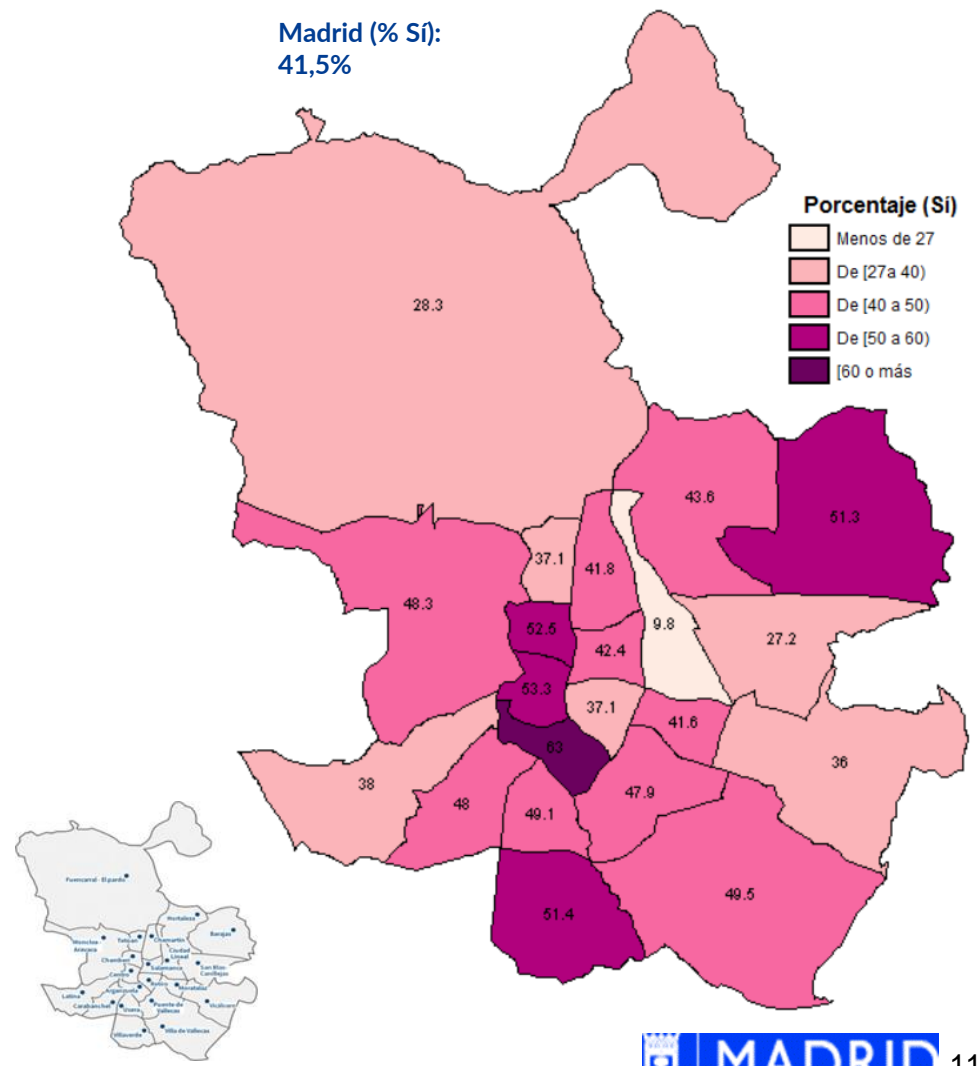 Madrid (% Sí):
41,5%
Porcentaje (Sí)
Menos de 27
De [27a 40)
De [40 a 50)
De [50 a 60)
[60 o más
28.3
43.6
51.3
37.1
41.8
48.3
9.8
52.5
42.4
27.2
53.3
37.1
41.6
63
36
38
48
49.1
47.9
49.5
51.4
Fuencarral - El pardo
Hortaleza
Barajas
Moncloa -
Aravaca
Tetuan
Chamartín
Ciudad
Lineal
Chamberí
Salamanca
San Blas-
Canillejas
Centro
Retiro
Moratalaz
Arganzuela
Latina
Carabanchel
Usera
Puente de
Vallecas
Vicálvaro
Villaverde
Villa de Vallecas
MADRID
11